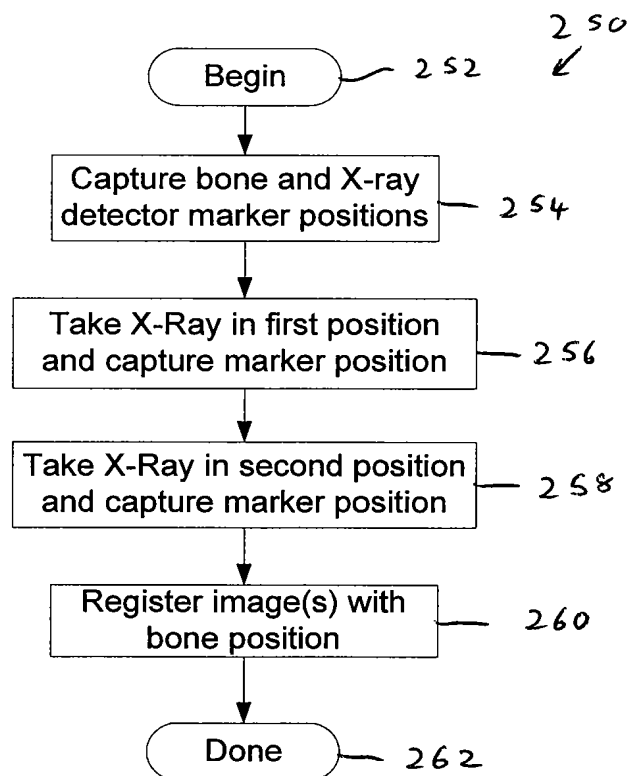 250
Begin
252
Capture bone and X-ray
detector marker positions
254
Take X-Ray in first position
and capture marker position
256
Take X-Ray in second position
and capture marker position
258
Register image(s) with
bone position
260
Done
262